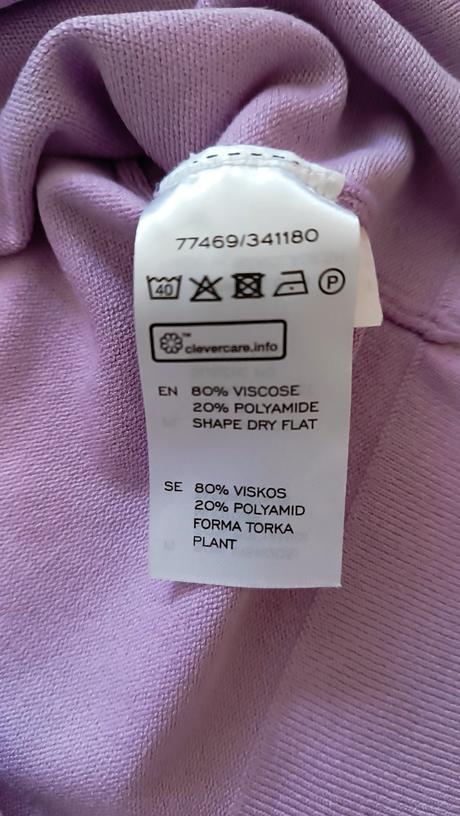 77469/341180
40 P
™ clevercare.info
EN 80% VISCOSE
20% POLYAMIDE
SHAPE DRY FLAT
SE 80% VISKOS
20% POLYAMID
FORMA TORKA
PLANT